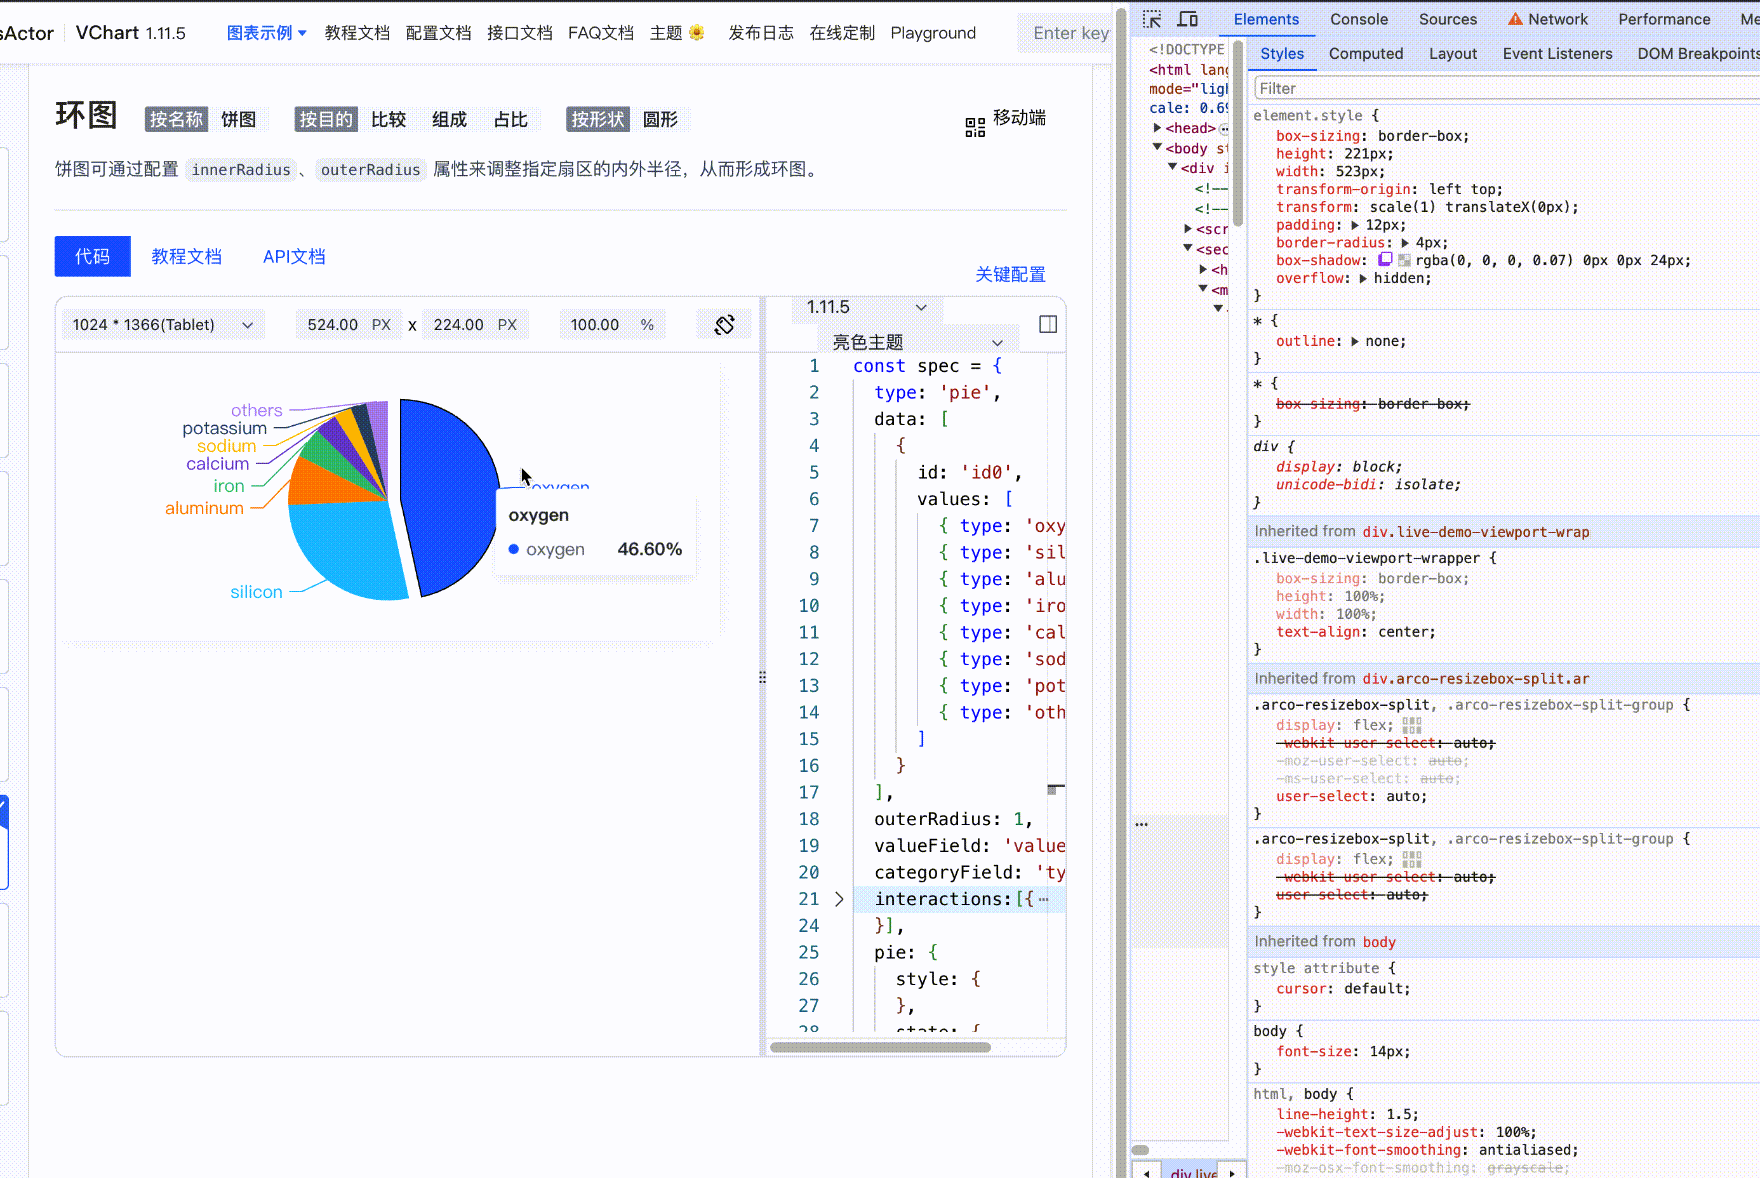 sActor VChart 1.11.5 图表示例 教程文档 配置文档 接口文档 FAQ文档 主题 🌼 发布日志 在线定制 Playground Enter key
环图 按名称 饼图 按目的 比较 组成 占比 按形状 圆形 移动端
饼图可通过配置 innerRadius 、 outerRadius 属性来调整指定扇区的内外半径，从而形成环图。
代码 教程文档 API文档
关键配置
1024 * 1366(Tablet) 524.00 PX x 224.00 PX 100.00 %
1.11.5
亮色主题
others
potassium
sodium
calcium
iron
aluminum
silicon
oxygen
oxygen
oxygen 46.60%
1 const spec = {
2 type: 'pie',
3 data: [
4 {
5 id: 'id0',
6 values: [
7 { type: 'oxy
8 { type: 'sil
9 { type: 'alu
10 { type: 'iro
11 { type: 'cal
12 { type: 'sod
13 { type: 'pot
14 { type: 'oth
15 ]
16 }
17 ],
18 outerRadius: 1,
19 valueField: 'value
20 categoryField: 'ty
21 interactions:[{…
24 }],
25 pie: {
26 style: {
27 },
28 state: {
Elements Console Sources Network Performance Me
<!DOCTYPE
<html lang
mode="ligh
cale: 0.69
<head>
<body st
<div i
<!--
<!--
<scr
<sec
<h
<m
...
div.live
Styles Computed Layout Event Listeners DOM Breakpoints
Filter
element.style {
box-sizing: border-box;
height: 221px;
width: 523px;
transform-origin: left top;
transform: scale(1) translateX(0px);
padding: 12px;
border-radius: 4px;
box-shadow: rgba(0, 0, 0, 0.07) 0px 0px 24px;
overflow: hidden;
}
* {
outline: none;
}
* {
box-sizing: border-box;
}
div {
display: block;
unicode-bidi: isolate;
}
Inherited from div.live-demo-viewport-wrap
.live-demo-viewport-wrapper {
box-sizing: border-box;
height: 100%;
width: 100%;
text-align: center;
}
Inherited from div.arco-resizebox-split.ar
.arco-resizebox-split, .arco-resizebox-split-group {
display: flex;
-webkit-user-select: auto;
-moz-user-select: auto;
-ms-user-select: auto;
user-select: auto;
}
.arco-resizebox-split, .arco-resizebox-split-group {
display: flex;
-webkit-user-select: auto;
user-select: auto;
}
Inherited from body
style attribute {
cursor: default;
}
body {
font-size: 14px;
}
html, body {
line-height: 1.5;
-webkit-text-size-adjust: 100%;
-webkit-font-smoothing: antialiased;
-moz-osx-font-smoothing: grayscale;